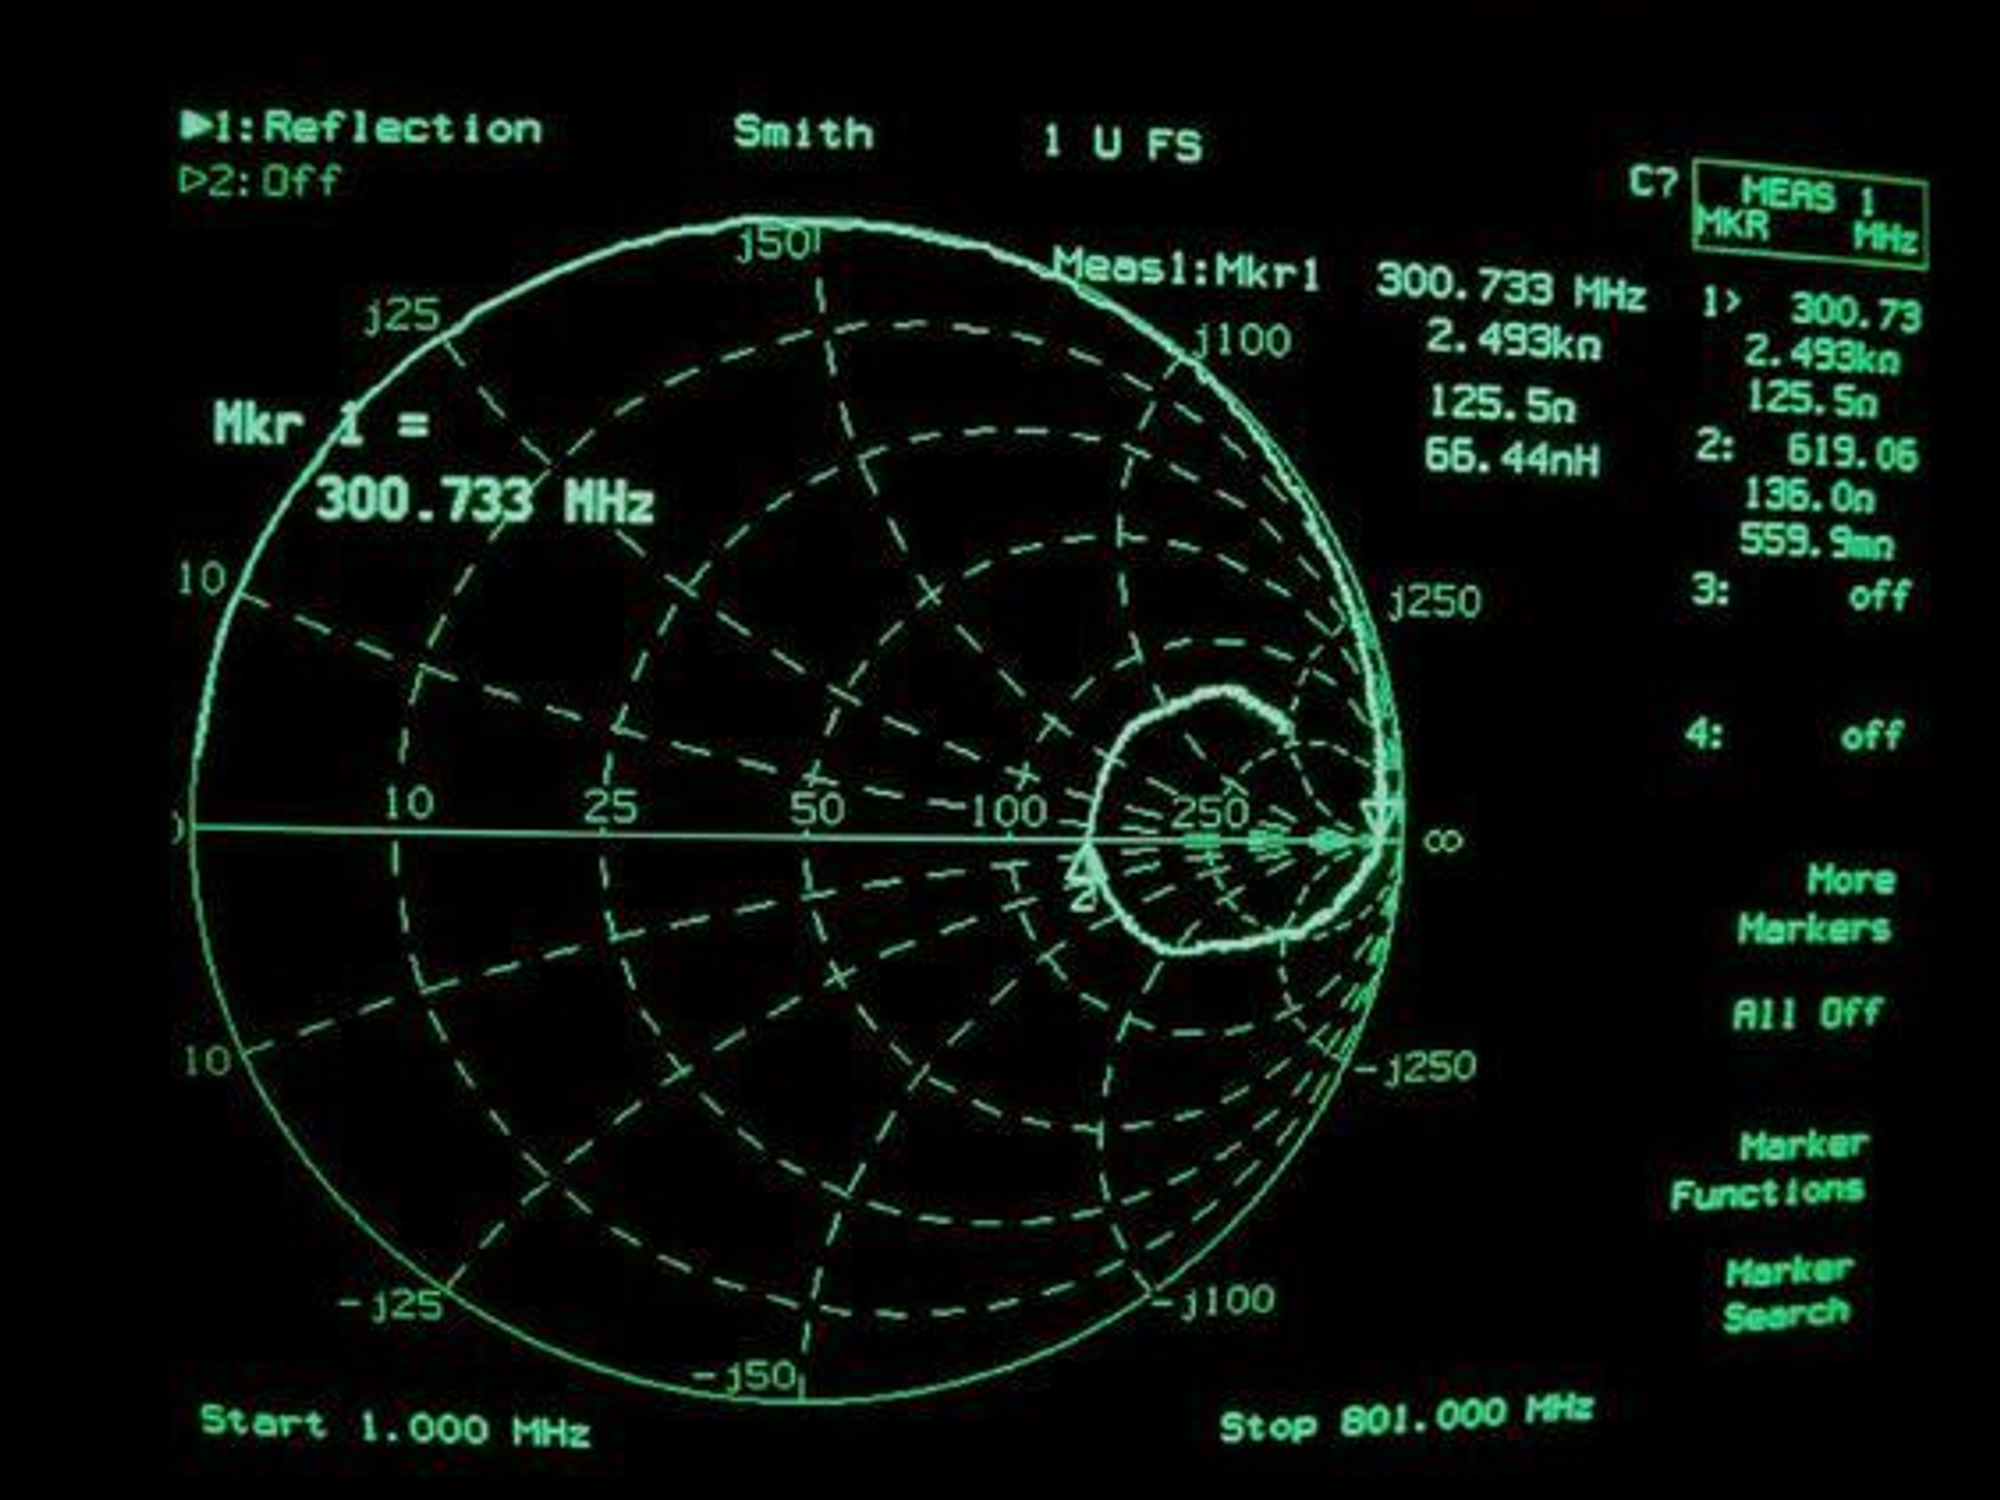 ▶1:Reflection Smith 1 U FS
▷2:Off
C?
MEAS 1
MKR MHz
Meas1:Mkr1 300.733 MHz
2.493kΩ
125.5Ω
66.44nH
1> 300.73
2.493kΩ
125.5Ω
2: 619.06
136.0Ω
559.9mΩ
3: off
4: off
More
Markers
All Off
Marker
Functions
Marker
Search
Mkr 1 =
300.733 MHz
j50
j25
j100
10
j250
10 25 50 100 250
∞
2
10
-j250
-j25
-j100
-j50
Start 1.000 MHz
Stop 801.000 MHz